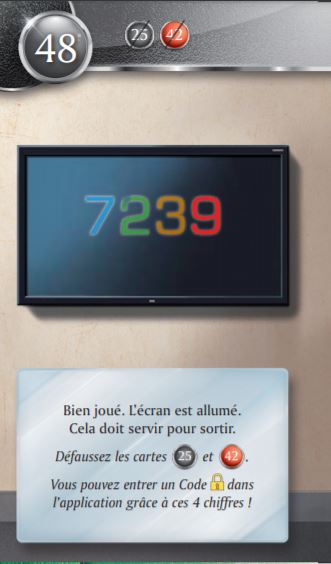 48 25 42
7239
Bien joué. L'écran est allumé.
Cela doit servir pour sortir.
Défaussez les cartes 25 et 42.
Vous pouvez entrer un Code dans
l'application grâce à ces 4 chiffres !